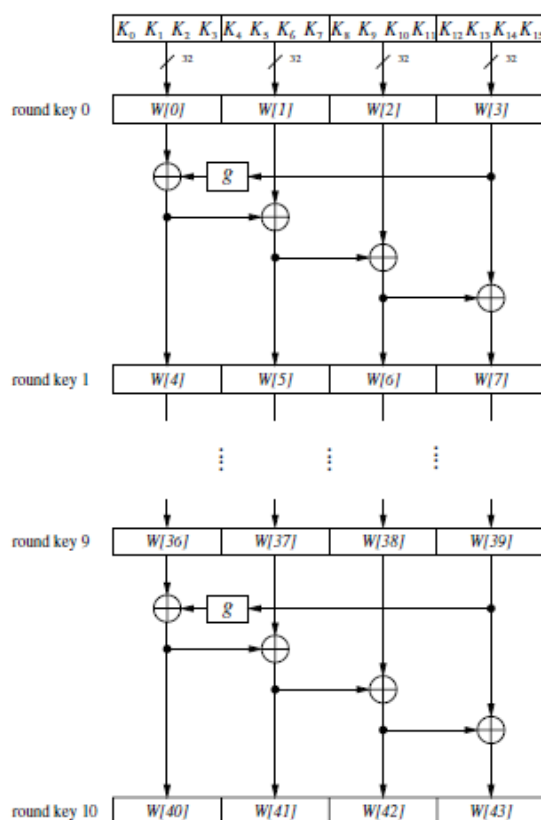 K₀ K₁ K₂ K₃ K₄ K₅ K₆ K₇ K₈ K₉ K₁₀ K₁₁ K₁₂ K₁₃ K₁₄ K₁₅
32 32 32 32
round key 0 W[0] W[1] W[2] W[3]
g
round key 1 W[4] W[5] W[6] W[7]
round key 9 W[36] W[37] W[38] W[39]
g
round key 10 W[40] W[41] W[42] W[43]